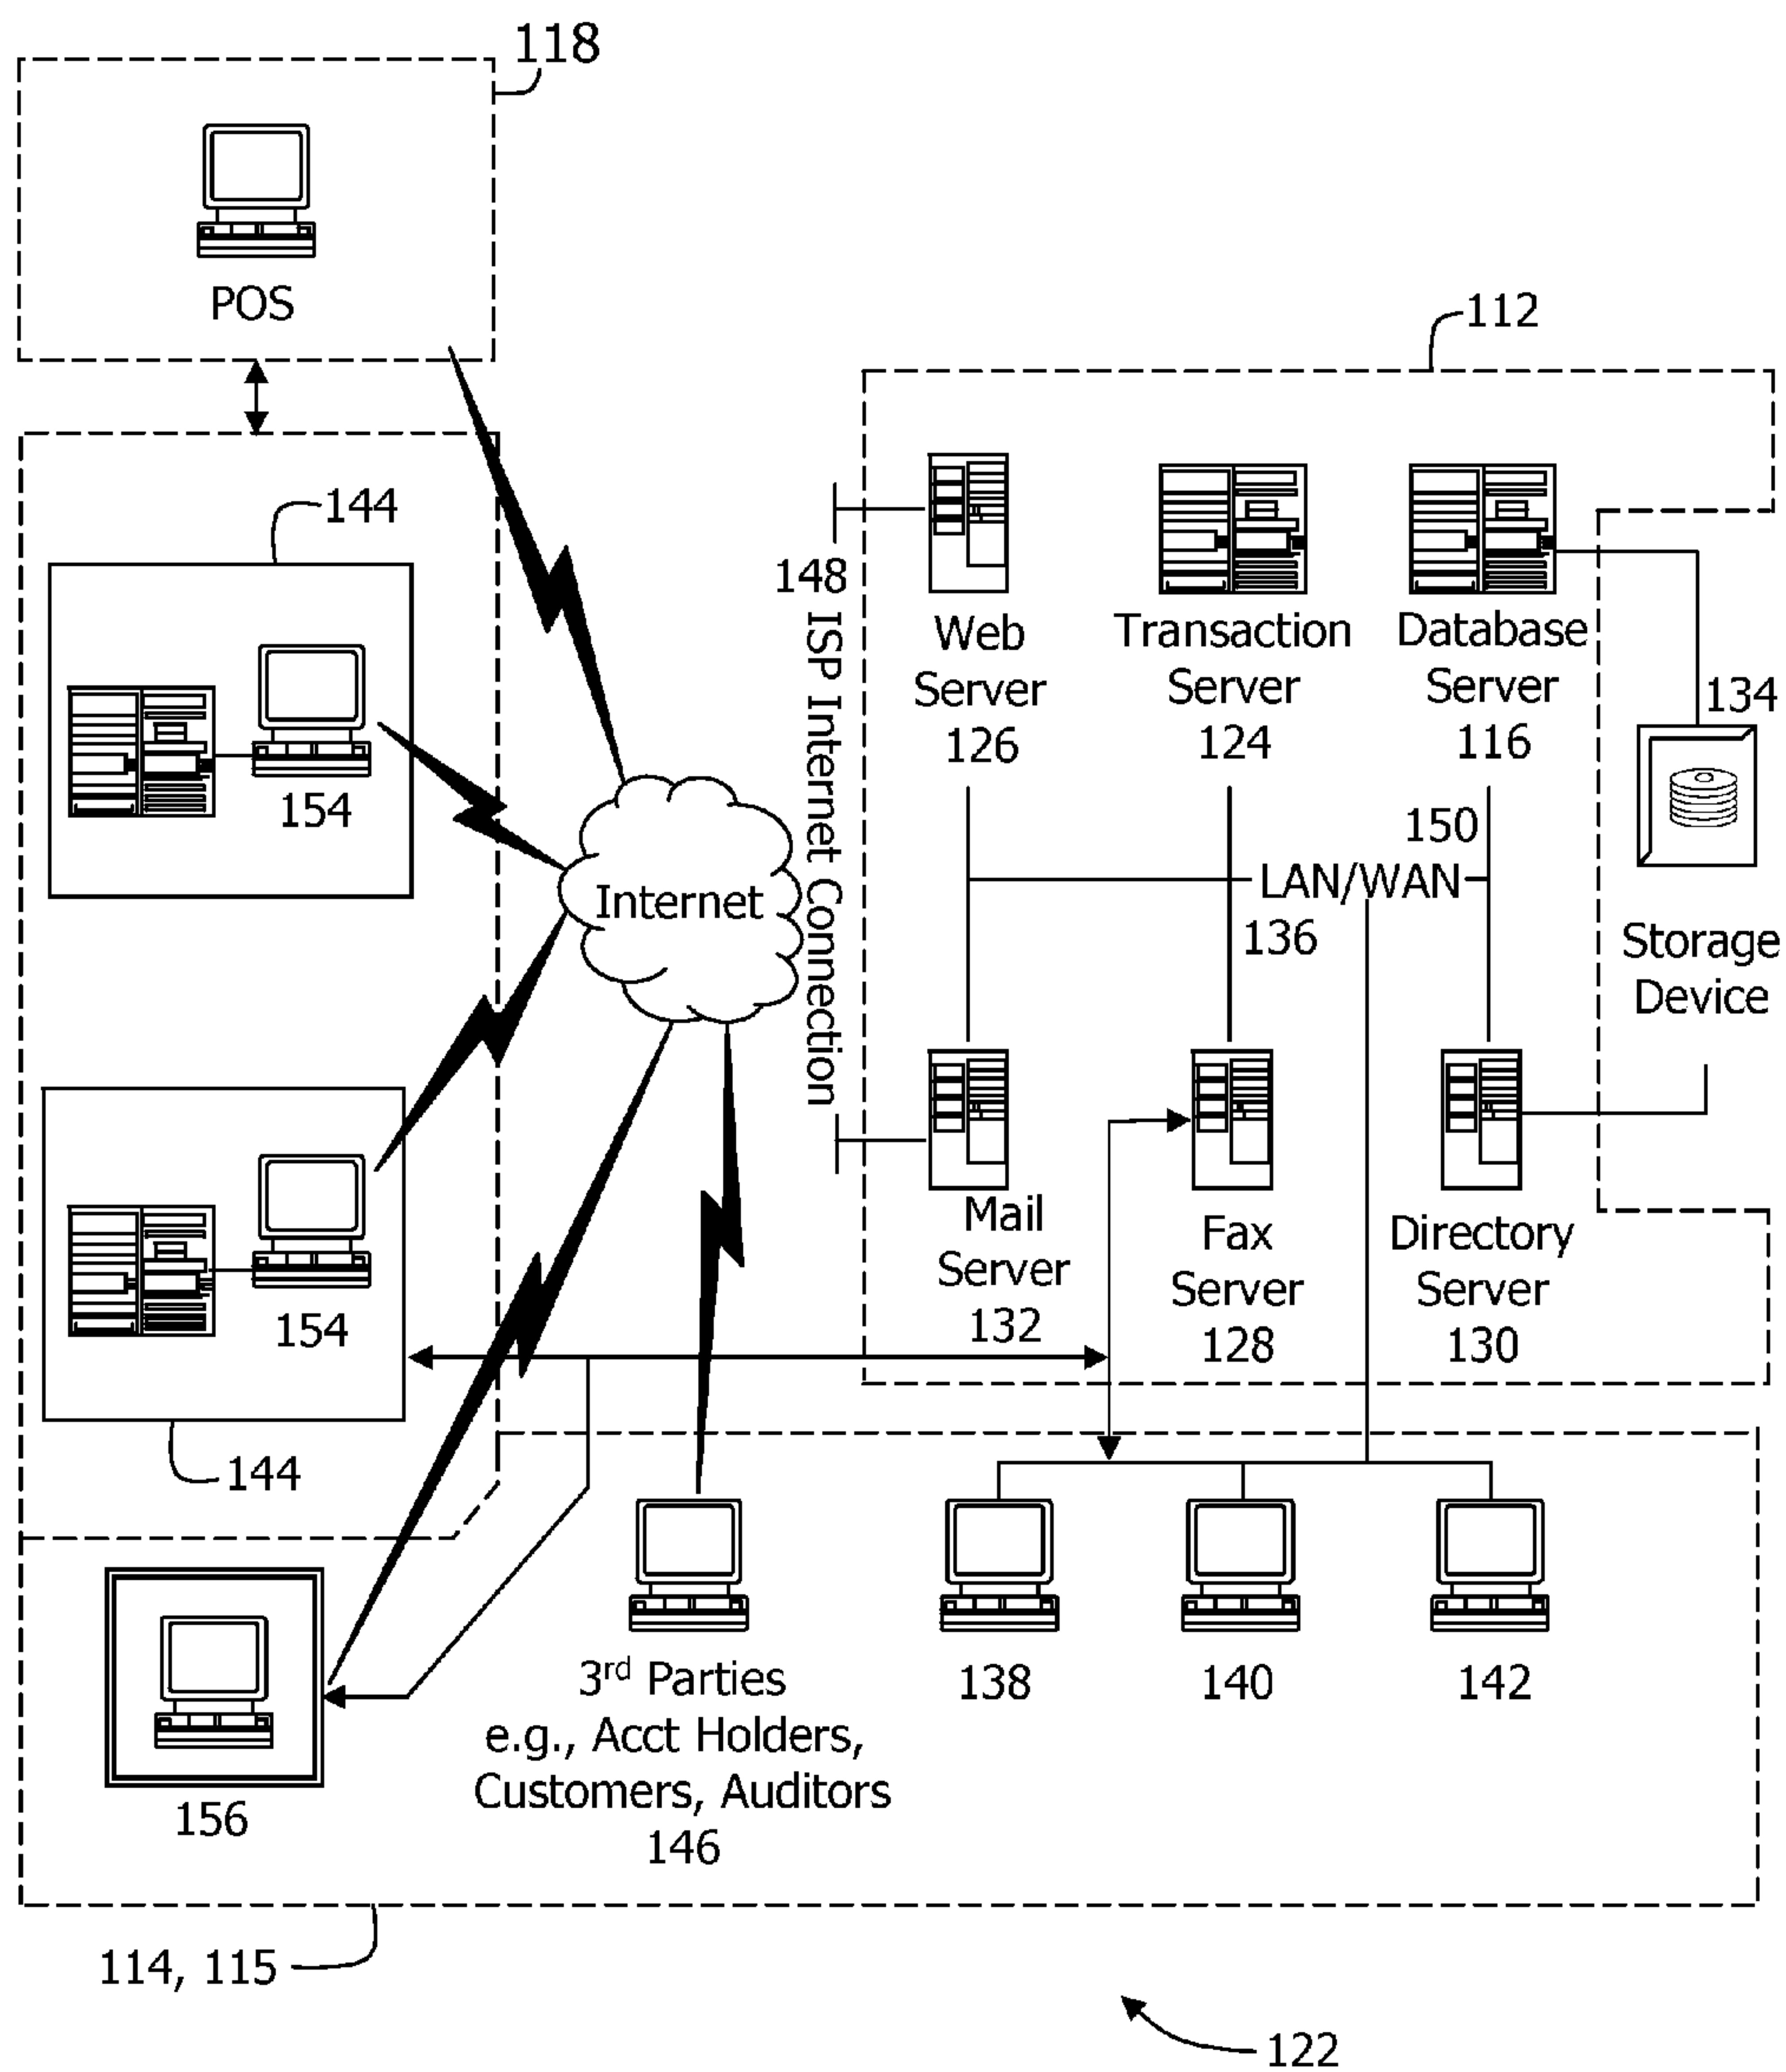 118
POS
112
144
148
ISP Internet Connection
Web
Server
126
Transaction
Server
124
Database
Server
116
134
154
150
Internet
LAN/WAN
136
Storage
Device
Mail
Server
132
Fax
Server
128
Directory
Server
130
154
144
138
140
142
3rd Parties
e.g., Acct Holders,
Customers, Auditors
146
156
114, 115
122